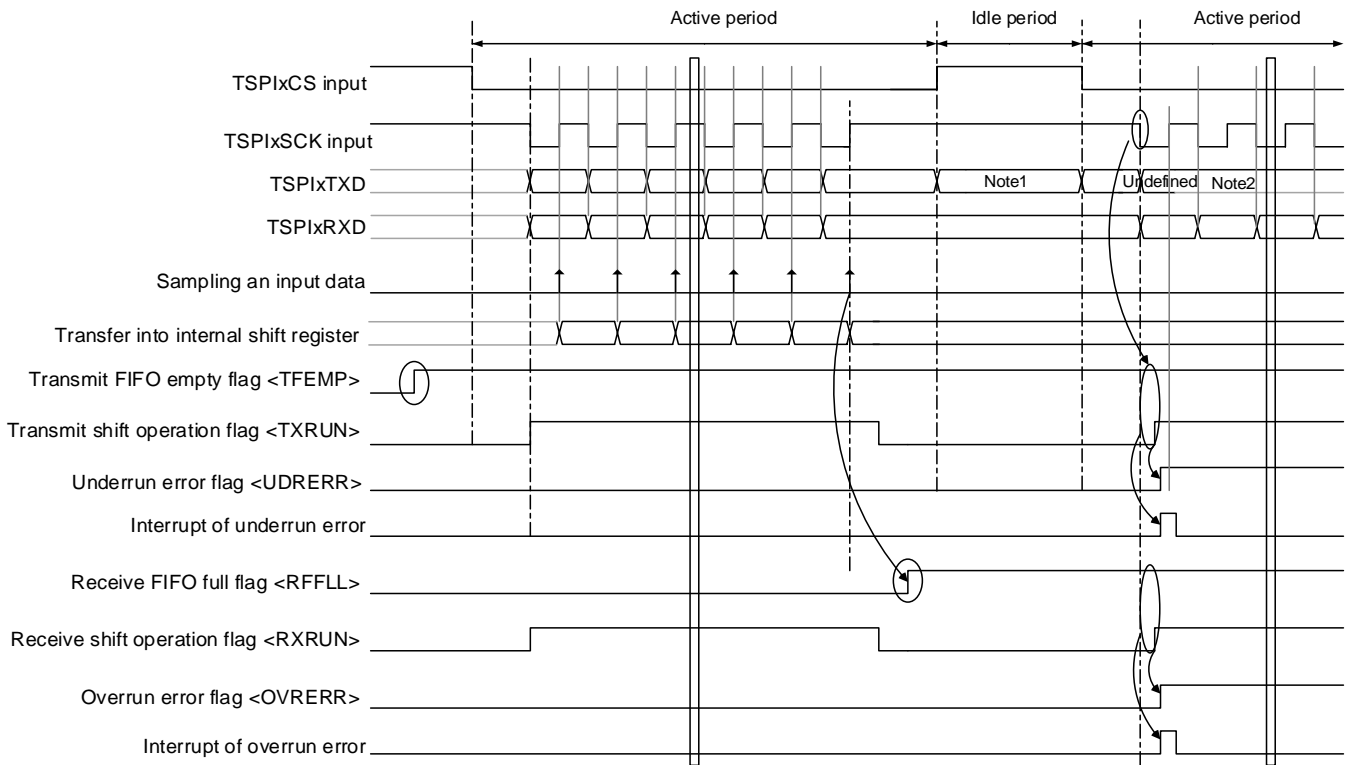 Active period Idle period Active period
TSPIxCS input
TSPIxSCK input
TSPIxTXD Note1 Undefined Note2
TSPIxRXD
Sampling an input data
Transfer into internal shift register
Transmit FIFO empty flag <TFEMP>
Transmit shift operation flag <TXRUN>
Underrun error flag <UDRERR>
Interrupt of underrun error
Receive FIFO full flag <RFFLL>
Receive shift operation flag <RXRUN>
Overrun error flag <OVRERR>
Interrupt of overrun error